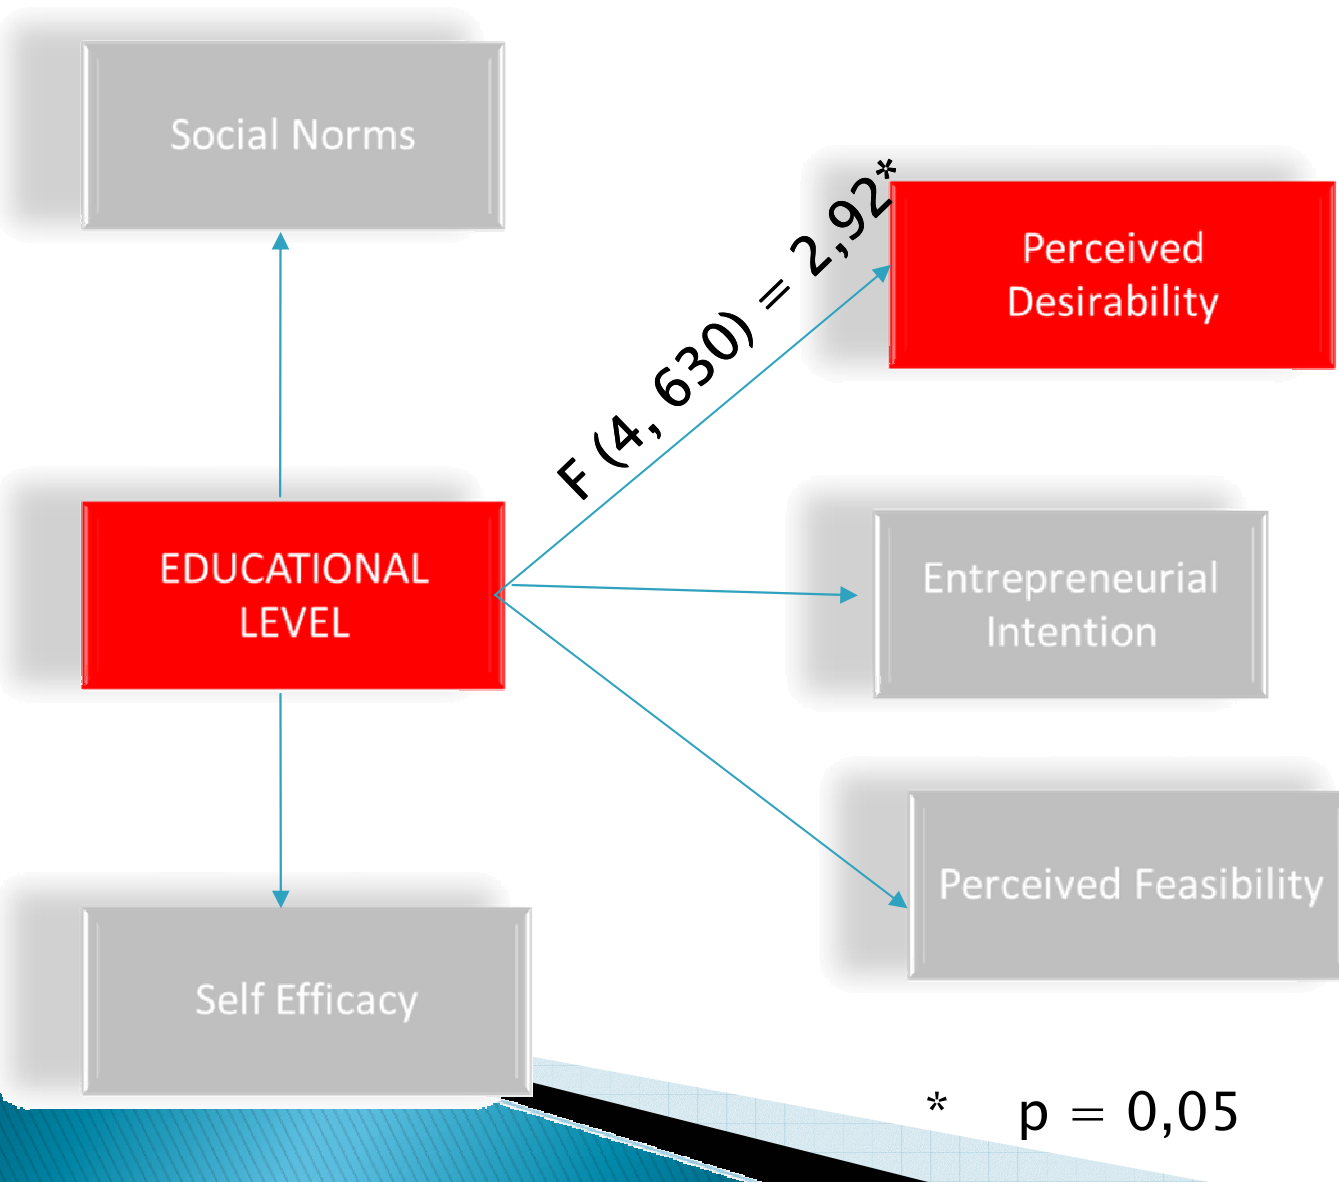 Social Norms
F (4, 630) = 2,92*
Perceived
Desirability
EDUCATIONAL
LEVEL
Entrepreneurial
Intention
Perceived Feasibility
Self Efficacy
* p = 0,05